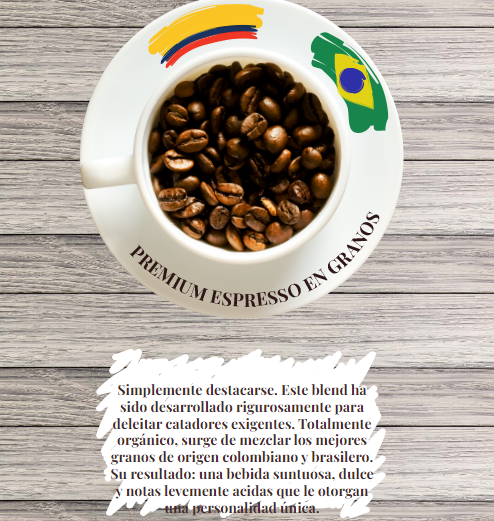 PREMIUM ESPRESSO EN GRANOS
Simplemente destacarse. Este blend ha
sido desarrollado rigurosamente para
deleitar catadores exigentes. Totalmente
orgánico, surge de mezclar los mejores
granos de origen colombiano y brasilero.
Su resultado: una bebida suntuosa, dulce
y notas levemente acidas que le otorgan
una personalidad única.